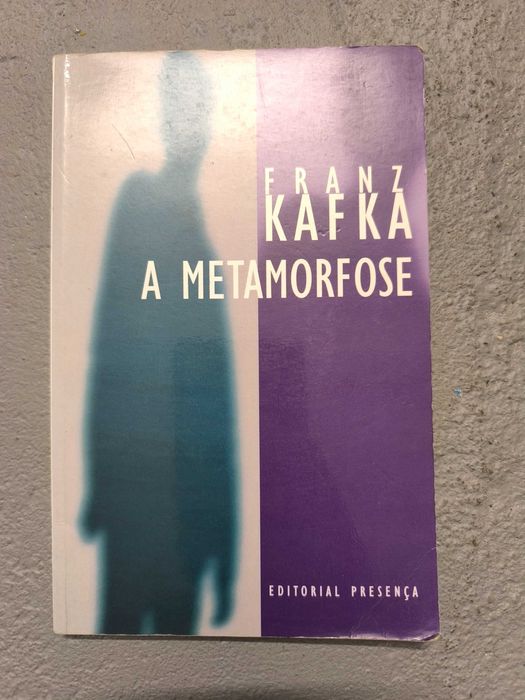 FRANZ
KAFKA
A METAMORFOSE
EDITORIAL PRESENÇA